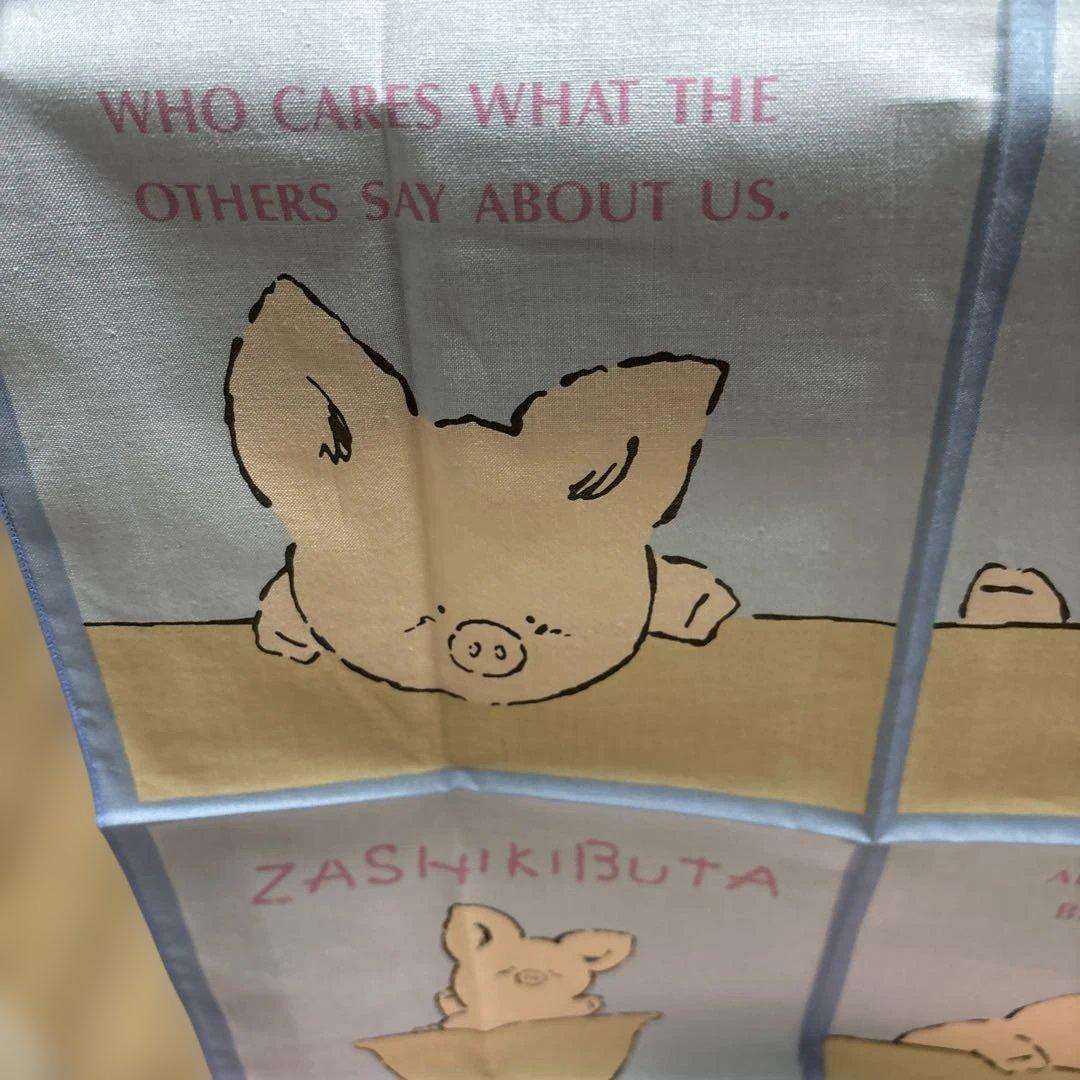 WHO CARES WHAT THE
OTHERS SAY ABOUT US.
ZASHIKIBUTA